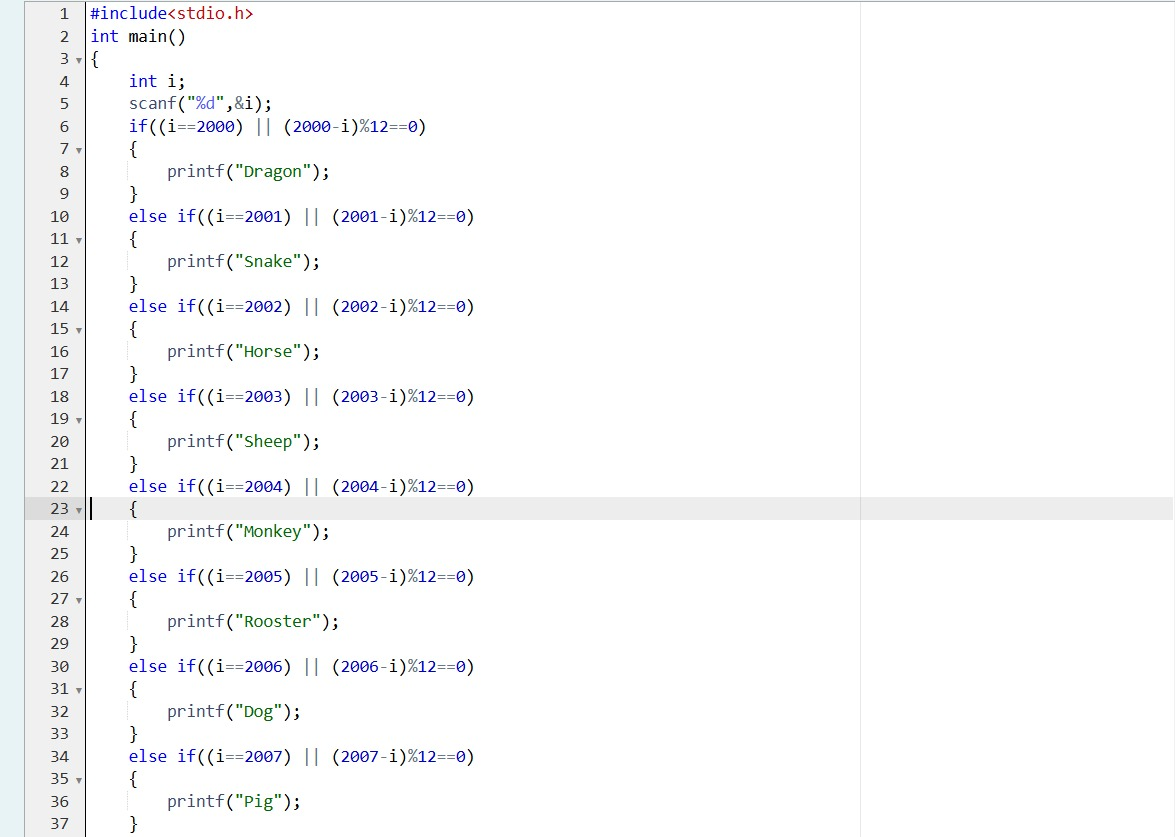 1 #include<stdio.h>
2 int main()
3 {
4 int i;
5 scanf("%d",&i);
6 if((i==2000) || (2000-i)%12==0)
7 {
8 printf("Dragon");
9 }
10 else if((i==2001) || (2001-i)%12==0)
11 {
12 printf("Snake");
13 }
14 else if((i==2002) || (2002-i)%12==0)
15 {
16 printf("Horse");
17 }
18 else if((i==2003) || (2003-i)%12==0)
19 {
20 printf("Sheep");
21 }
22 else if((i==2004) || (2004-i)%12==0)
23 {
24 printf("Monkey");
25 }
26 else if((i==2005) || (2005-i)%12==0)
27 {
28 printf("Rooster");
29 }
30 else if((i==2006) || (2006-i)%12==0)
31 {
32 printf("Dog");
33 }
34 else if((i==2007) || (2007-i)%12==0)
35 {
36 printf("Pig");
37 }